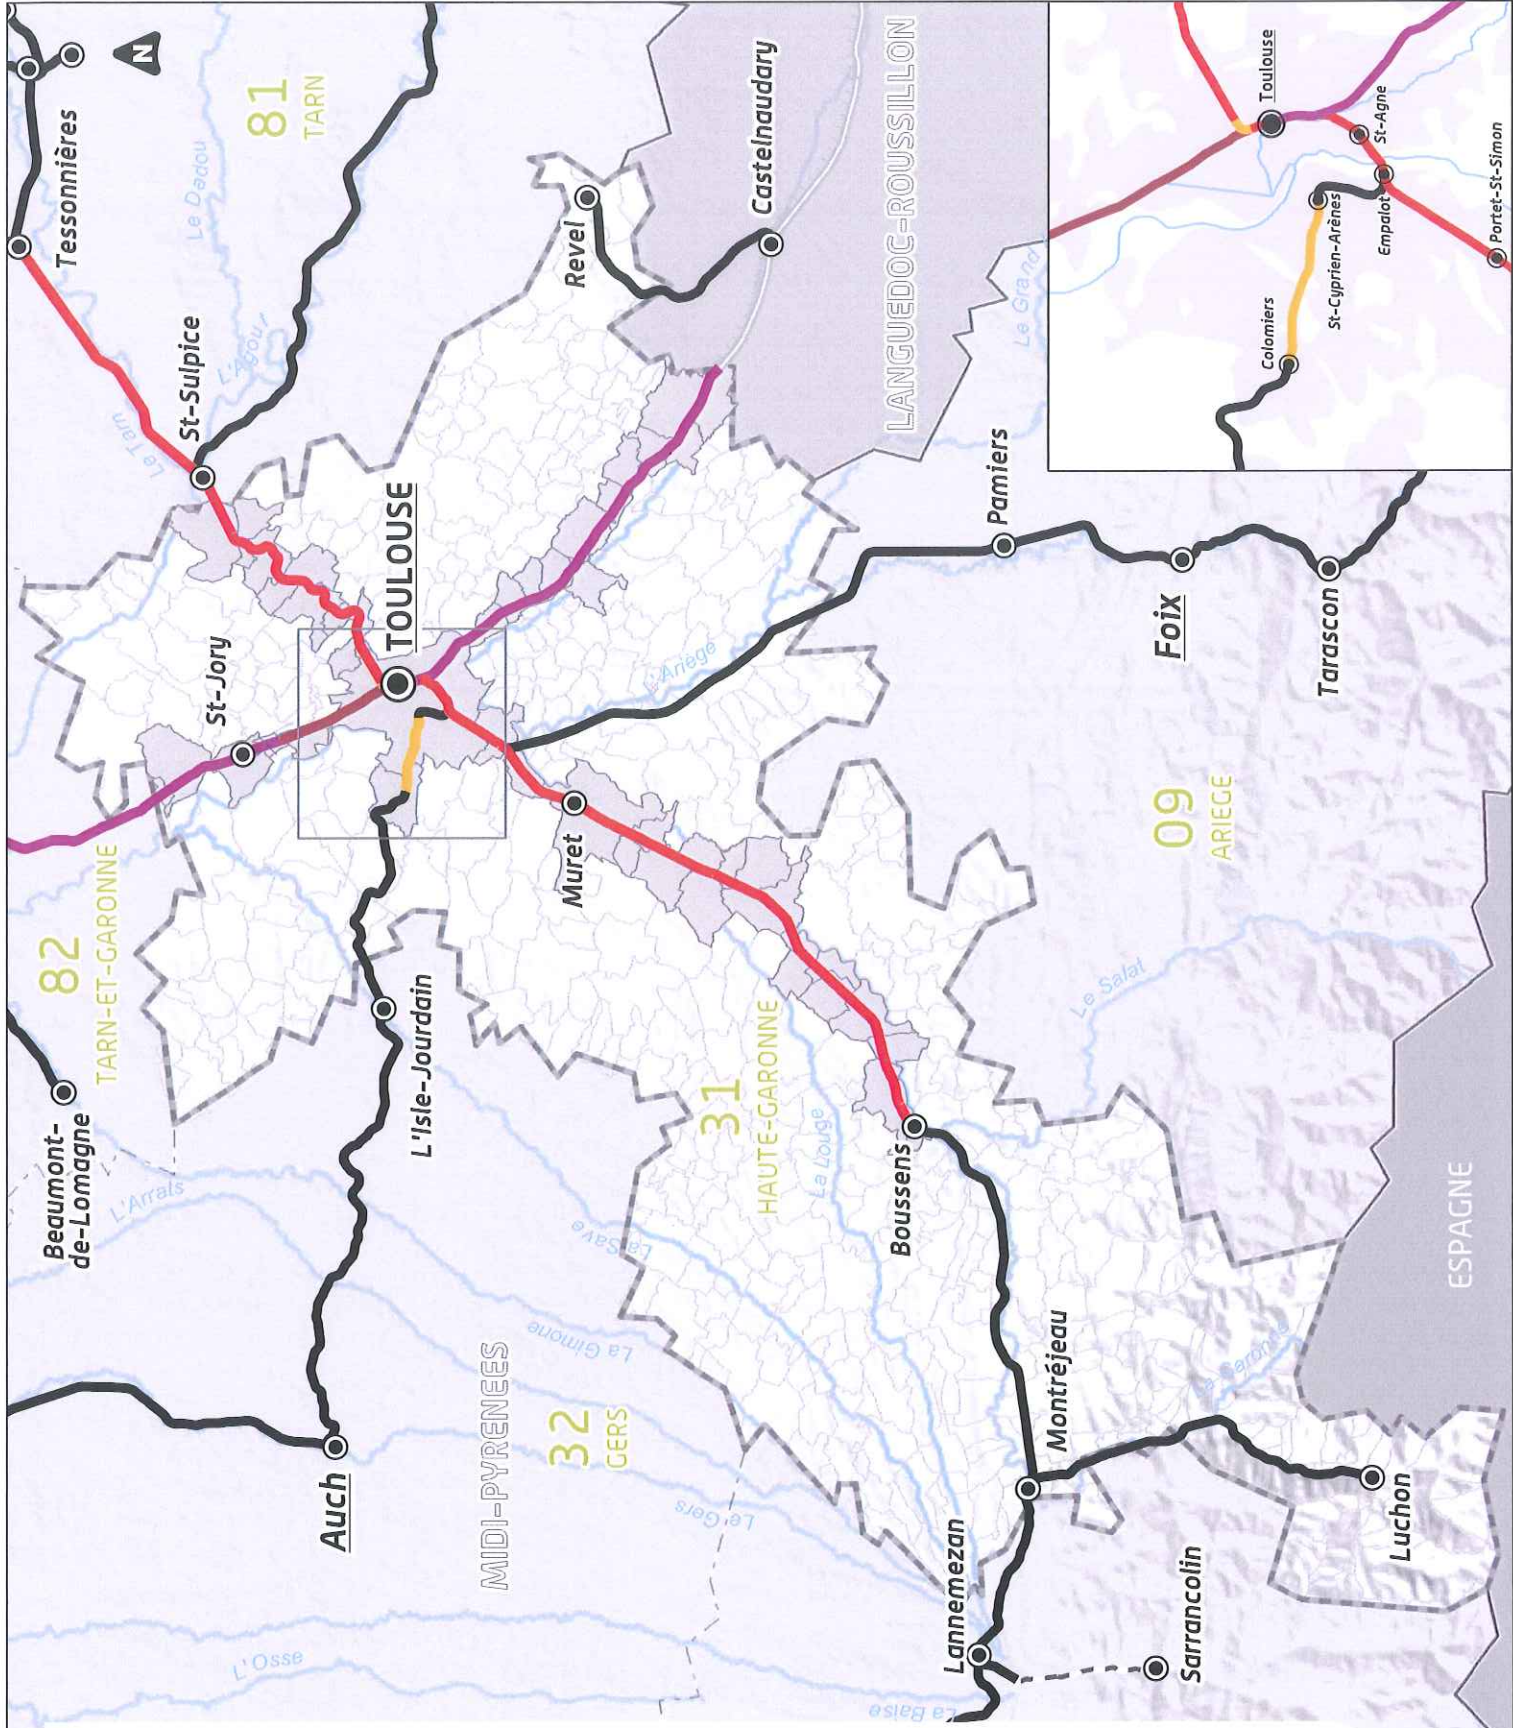 N
Tessonnières
Le Dadou
81
TARN
Revel
Castelnaudary
LANGUEDOC-ROUSSILLON
Le Grand
St-Sulpice
L'Agout
Le Tarn
St-Jory
TOULOUSE
L'Ariège
Pamiers
Foix
Tarascon
09
ARIEGE
Muret
82
TARN-ET-GARONNE
Beaumont-
de-Lomagne
L'Isle-Jourdain
L'Arrats
31
HAUTE-GARONNE
La Louge
Le Salat
Boussens
La Save
La Gimone
MIDI-PYRENEES
32
GERS
Le Gers
Auch
Montréjeau
La Garonne
ESPAGNE
Luchon
Lannemezan
Sarrancolin
L'Osse
La Baïse
Toulouse
St-Agne
Empalot
St-Cyprien-Arènes
Colomiers
Portet-St-Simon